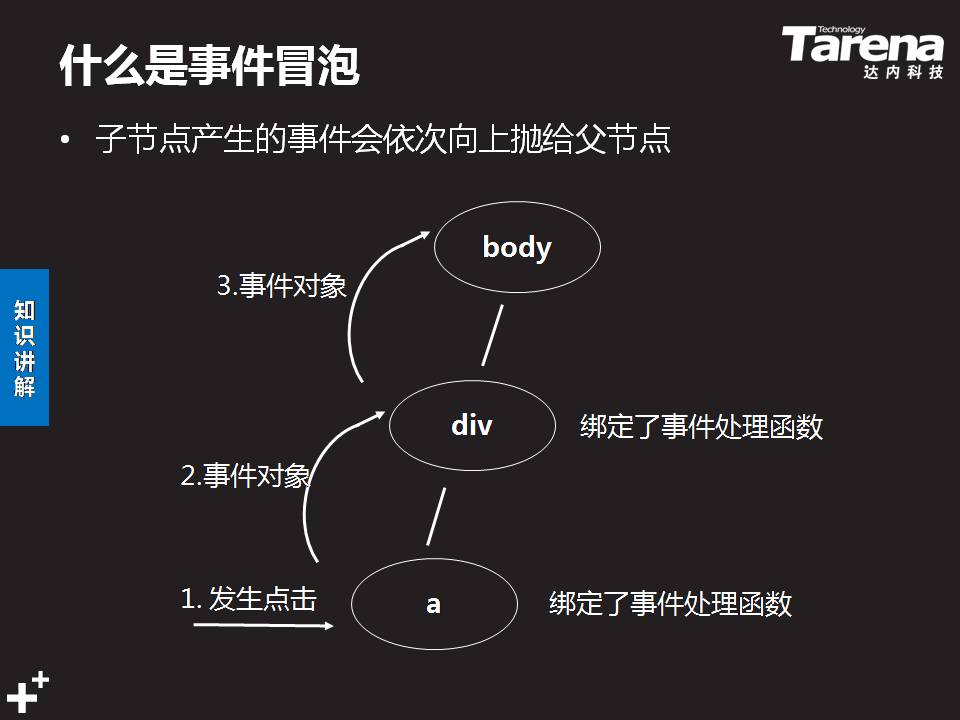 什么是事件冒泡
Technology
Tarena
达内科技
• 子节点产生的事件会依次向上抛给父节点
body
3.事件对象
知识讲解
div
绑定了事件处理函数
2.事件对象
1. 发生点击
a
绑定了事件处理函数